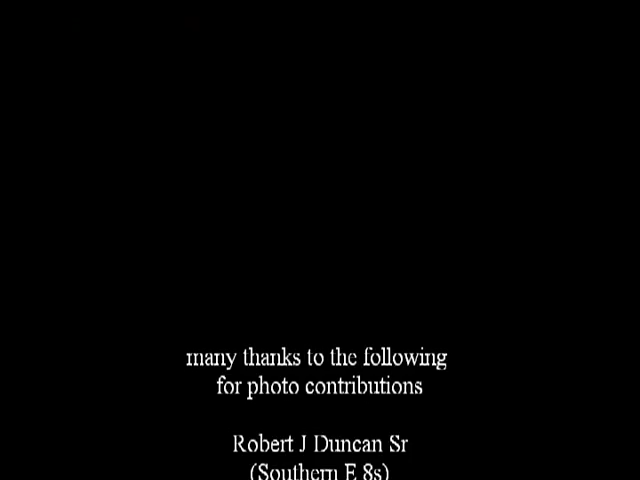 many thanks to the following
for photo contributions
Robert J Duncan Sr
(Southern E 8s)